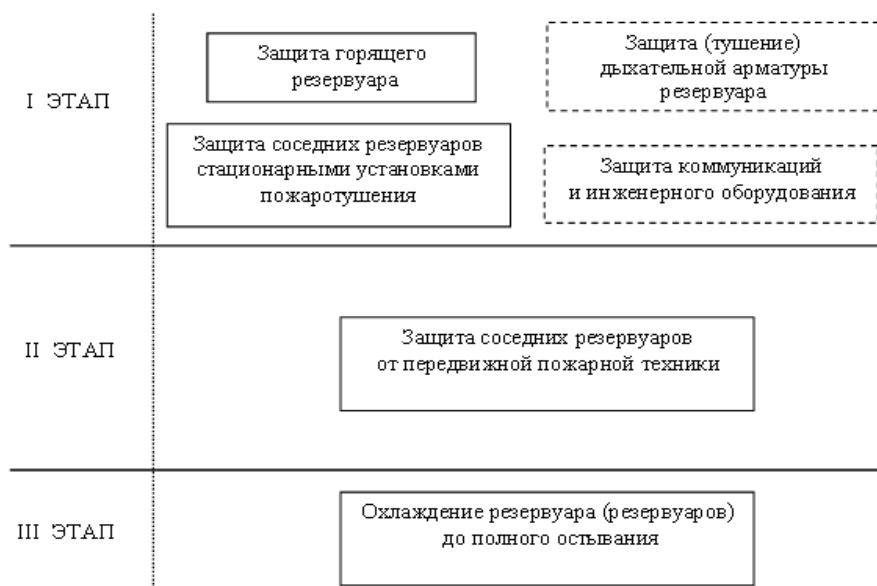 I ЭТАП
Защита горящего
резервуара
Защита (тушение)
дыхательной арматуры
резервуара
Защита соседних резервуаров
стационарными установками
пожаротушения
Защита коммуникаций
и инженерного оборудования
II ЭТАП
Защита соседних резервуаров
от передвижной пожарной техники
III ЭТАП
Охлаждение резервуара (резервуаров)
до полного остывания